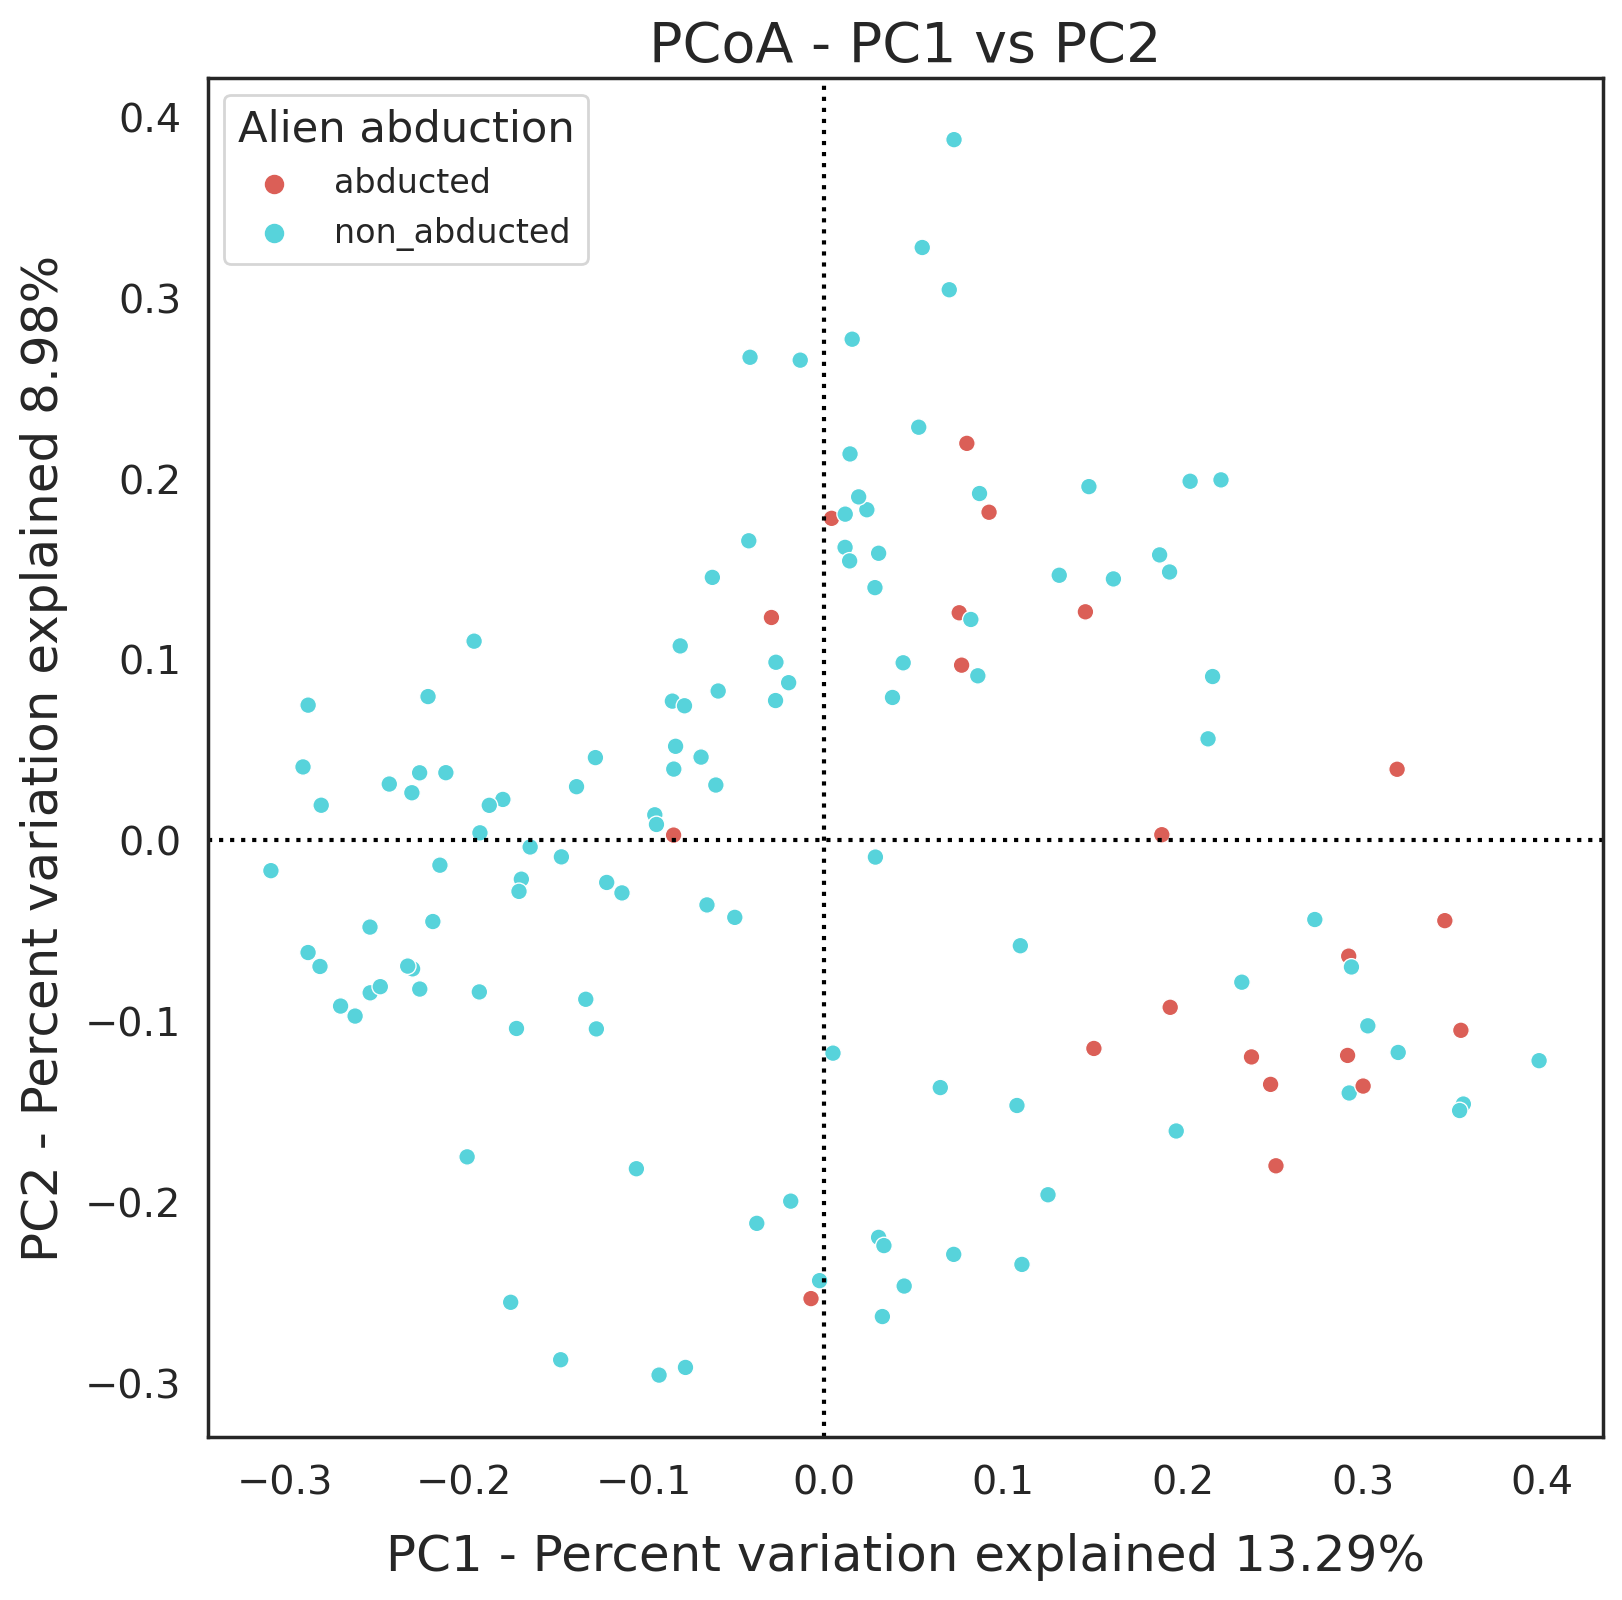 PCoA - PC1 vs PC2
Alien abduction
abducted
non_abducted
0.4
0.3
0.2
0.1
0.0
−0.1
−0.2
−0.3
PC2 - Percent variation explained 8.98%
−0.3 −0.2 −0.1 0.0 0.1 0.2 0.3 0.4
PC1 - Percent variation explained 13.29%